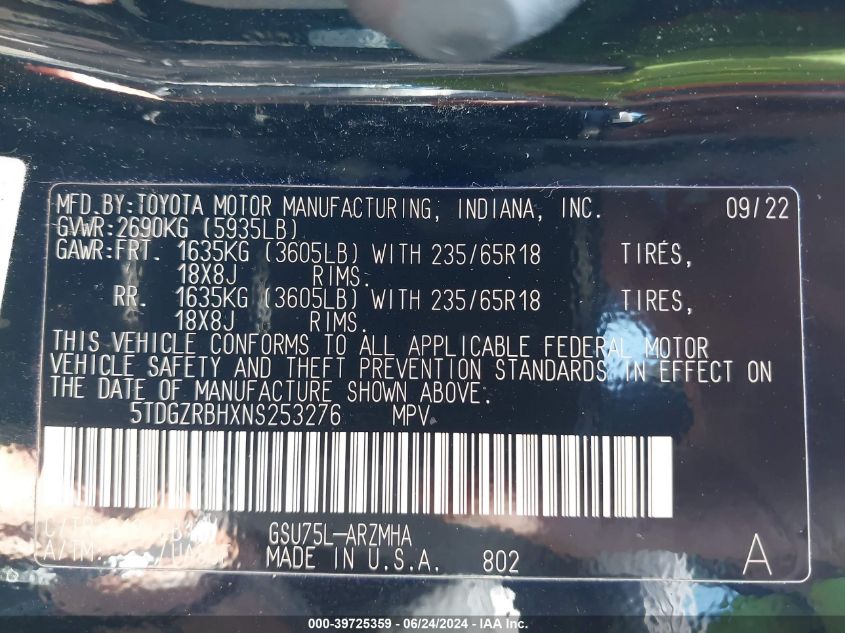 MFD.BY:TOYOTA MOTOR MANUFACTURING, INDIANA, INC. 09/22
GVWR:2690KG (5935LB)
GAWR:FRT. 1635KG (3605LB) WITH 235/65R18 TIRES,
18X8J RIMS.
RR. 1635KG (3605LB) WITH 235/65R18 TIRES,
18X8J RIMS.
THIS VEHICLE CONFORMS TO ALL APPLICABLE FEDERAL MOTOR
VEHICLE SAFETY AND THEFT PREVENTION STANDARDS IN EFFECT ON
THE DATE OF MANUFACTURE SHOWN ABOVE.
5TDGZRBHXNS253276 MPV
C/TR GSU75L-ARZMHA
A/TM. MADE IN U.S.A. 802 A
000-39725359 - 06/24/2024 - IAA Inc.